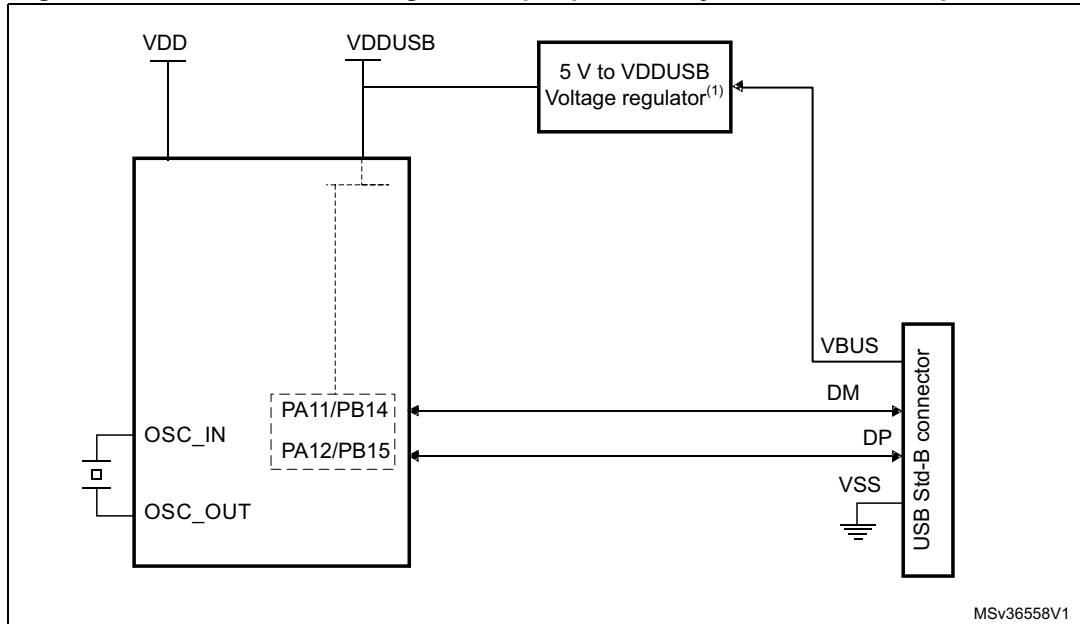 VDD
VDDUSB
5 V to VDDUSB
Voltage regulator(1)
VBUS
DM
PA11/PB14
DP
OSC_IN
PA12/PB15
VSS
OSC_OUT
USB Std-B connector
MSv36558V1